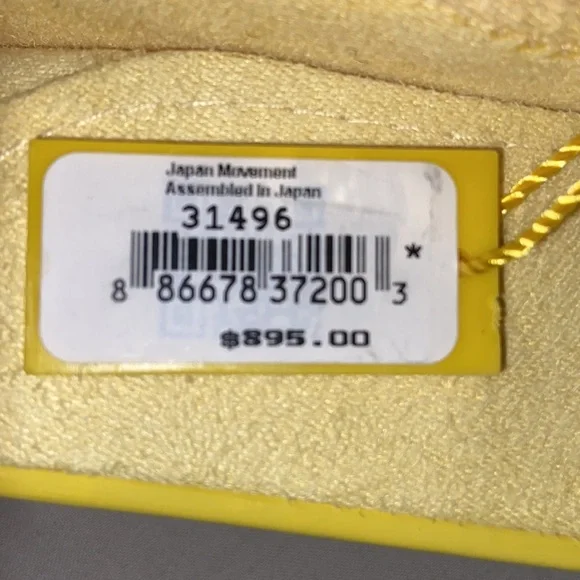 Japan Movement
Assembled In Japan
31496
*
8 86678 37200 3
$895.00